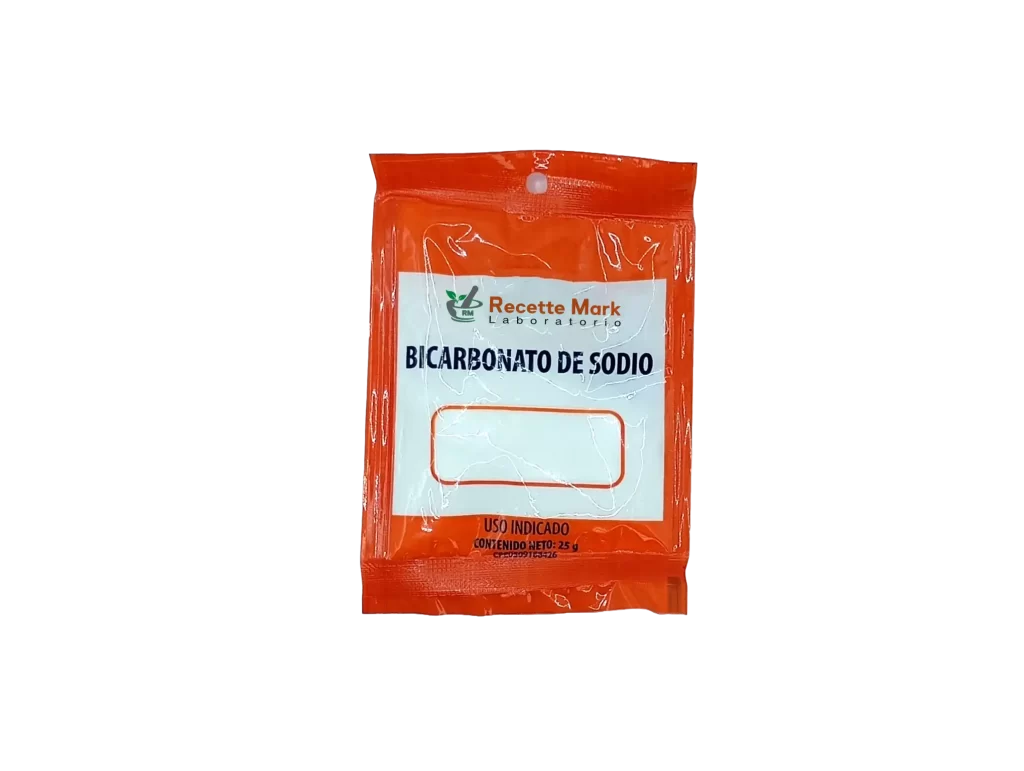 RM
Recette Mark
Laboratorio
BICARBONATO DE SODIO
USO INDICADO
CONTENIDO NETO: 25 g